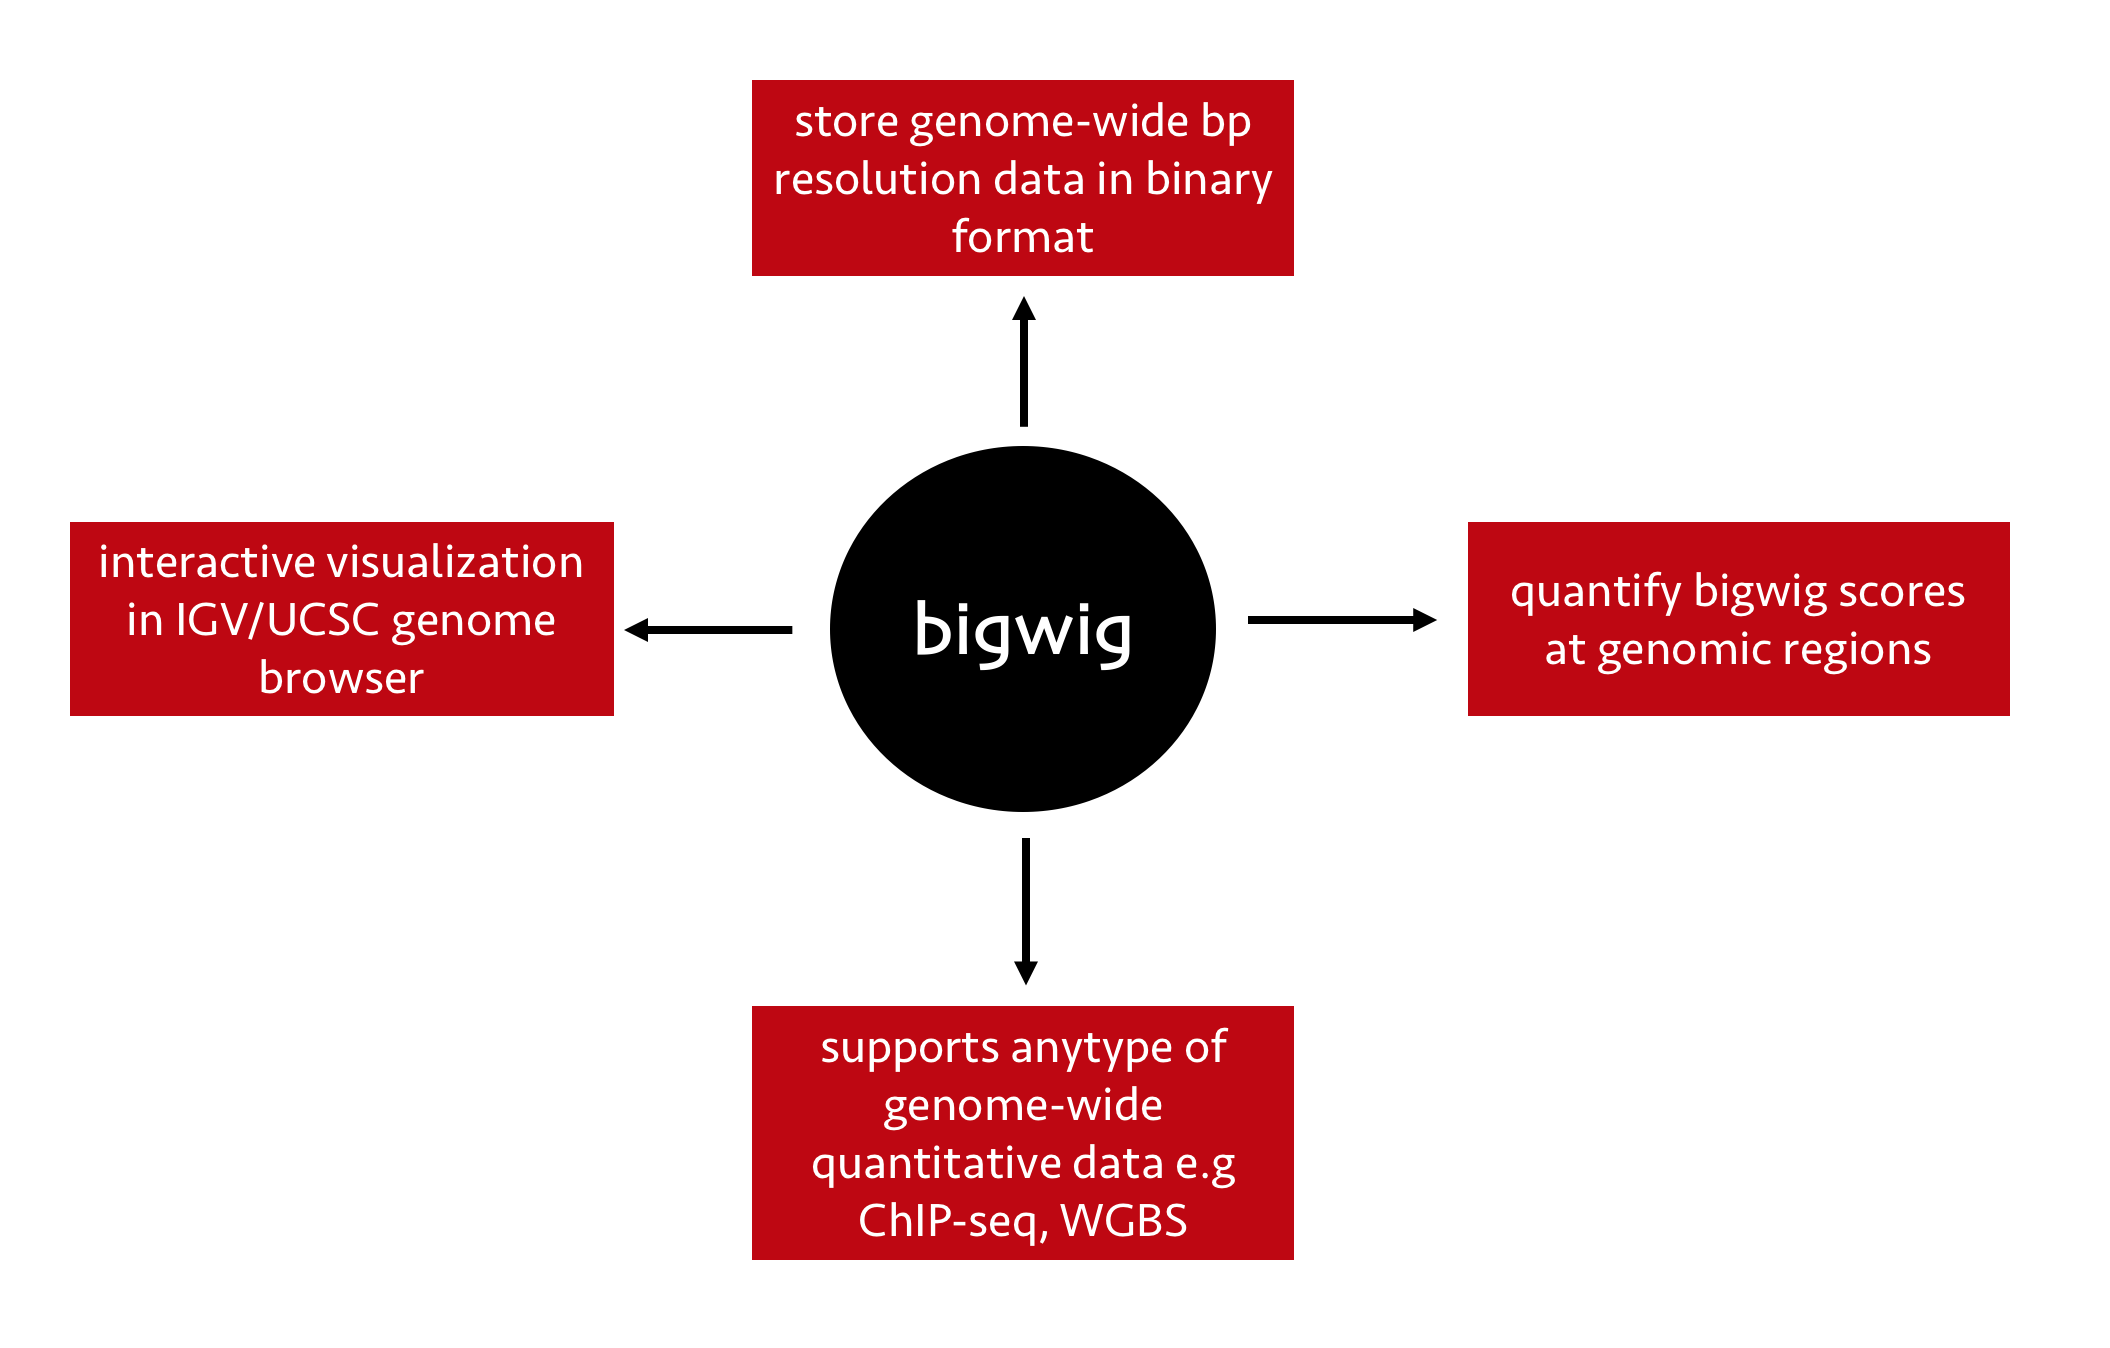 store genome-wide bp
resolution data in binary
format
interactive visualization
in IGV/UCSC genome
browser
bigwig
quantify bigwig scores
at genomic regions
supports anytype of
genome-wide
quantitative data e.g
ChIP-seq, WGBS